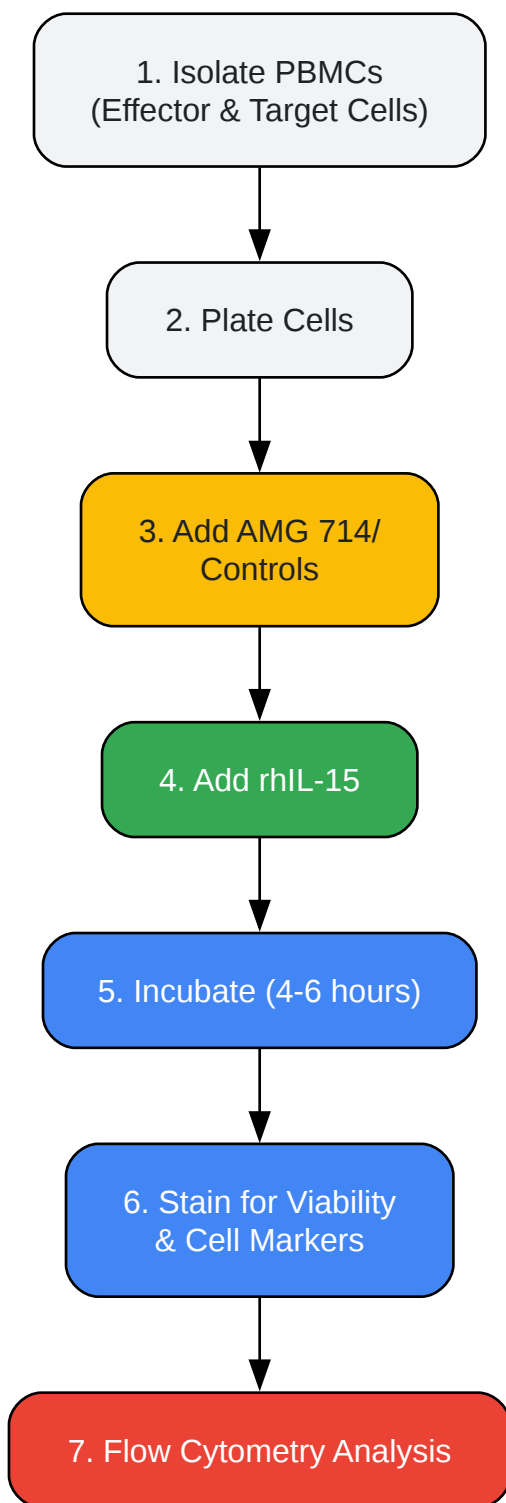 1. Isolate PBMCs
(Effector & Target Cells)
2. Plate Cells
3. Add AMG 714/
Controls
4. Add rhIL-15
5. Incubate (4-6 hours)
6. Stain for Viability
& Cell Markers
7. Flow Cytometry Analysis